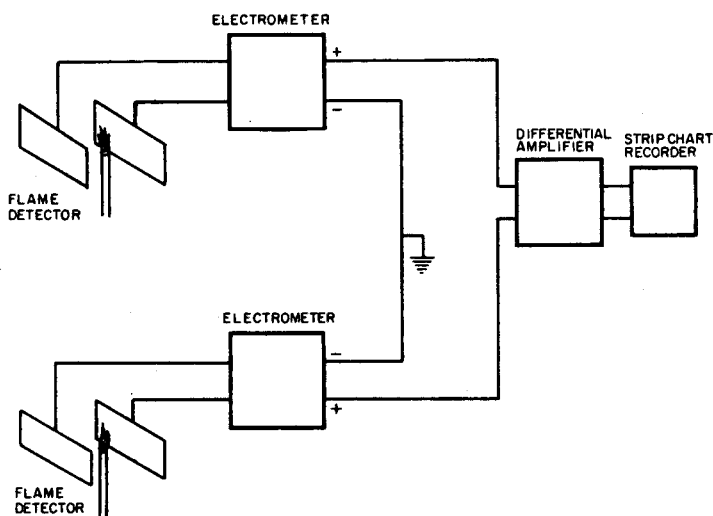 ELECTROMETER
+
−
DIFFERENTIAL
AMPLIFIER
STRIP CHART
RECORDER
FLAME
DETECTOR
ELECTROMETER
−
+
FLAME
DETECTOR